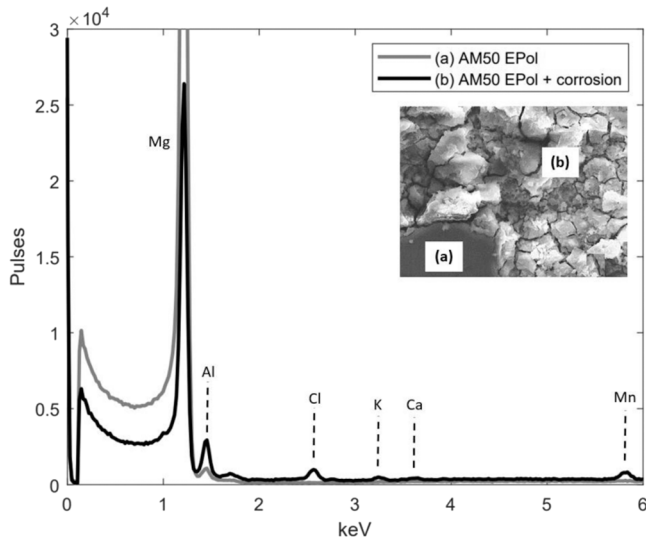 × 10⁴
3
2.5
2
1.5
1
0.5
0
Pulses
0 1 2 3 4 5 6
keV
Mg
Al
Cl
K
Ca
Mn
(a) AM50 EPol
(b) AM50 EPol + corrosion
(b)
(a)